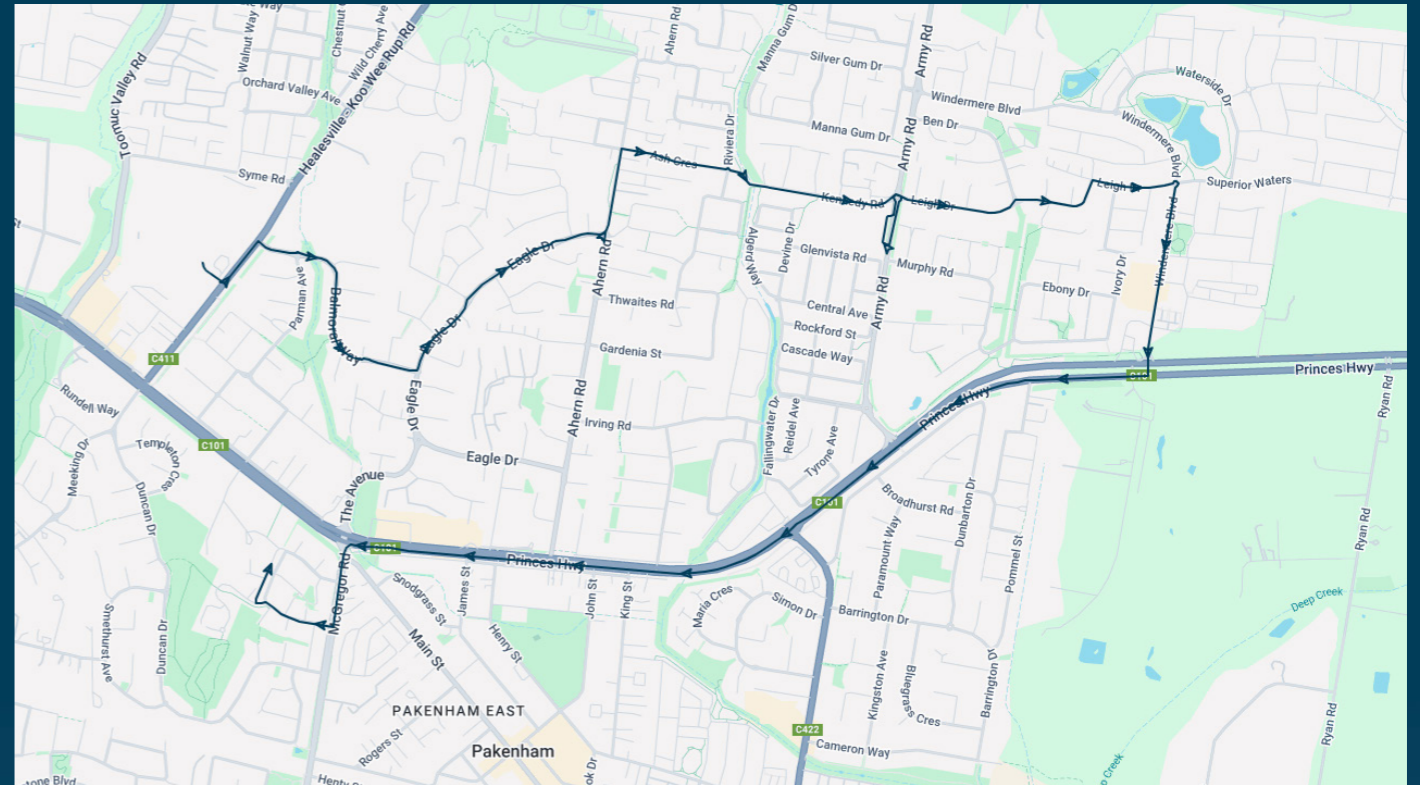 Ahern Rd
Manna Gum D
Silver Gum Dr
Army Rd
Walnut Way
Chestnut
Wild Cherry Ave
Toomuc Valley Rd
Orchard Valley Ave
Healesville - Koo Wee Rup Rd
Windermere Blvd
Waterside Dr
Ben Dr
Manna Gum Dr
Windermere Blvd
Riviera Dr
Army Rd
Ash Cres
Syme Rd
Leigh Dr
Superior Waters
Kennedy Rd
Leigh Dr
Windermere Blvd
Devine Dr
Algerd Way
Glenvista Rd
Murphy Rd
Eagle Dr
Ahern Rd
Ivory Dr
Ebony Dr
Parman Ave
Balmoral Way
Thwaites Rd
Central Ave
Army Rd
Rockford St
Cascade Way
Gardenia St
Eagle Dr
C411
Princes Hwy
C101
Ryan Rd
Rundell Way
Eagle Dr
Ahern Rd
Irving Rd
Fallingwater Dr
Reidel Ave
Tyrone Ave
Princes Hwy
Meeking Dr
Templeton Cres
C101
Eagle Dr
The Avenue
Duncan Dr
C101
Broadhurst Rd
Dunbarton Dr
Paramount Way
Pommel St
Ryan Rd
C101
Princes Hwy
McGregor Rd
Snodgrass St
James St
John St
King St
Maria Cres
Simon Dr
Barrington Dr
Deep Creek
Smethurst Ave
Duncan Dr
Main St
Henry St
Kingston Ave
Bluegrass Cres
Barrington Dr
PAKENHAM EAST
Rogers St
Pakenham
C422
Cameron Way
Ryan Rd
Creek
Henty S
ok Dr
tone Blvd